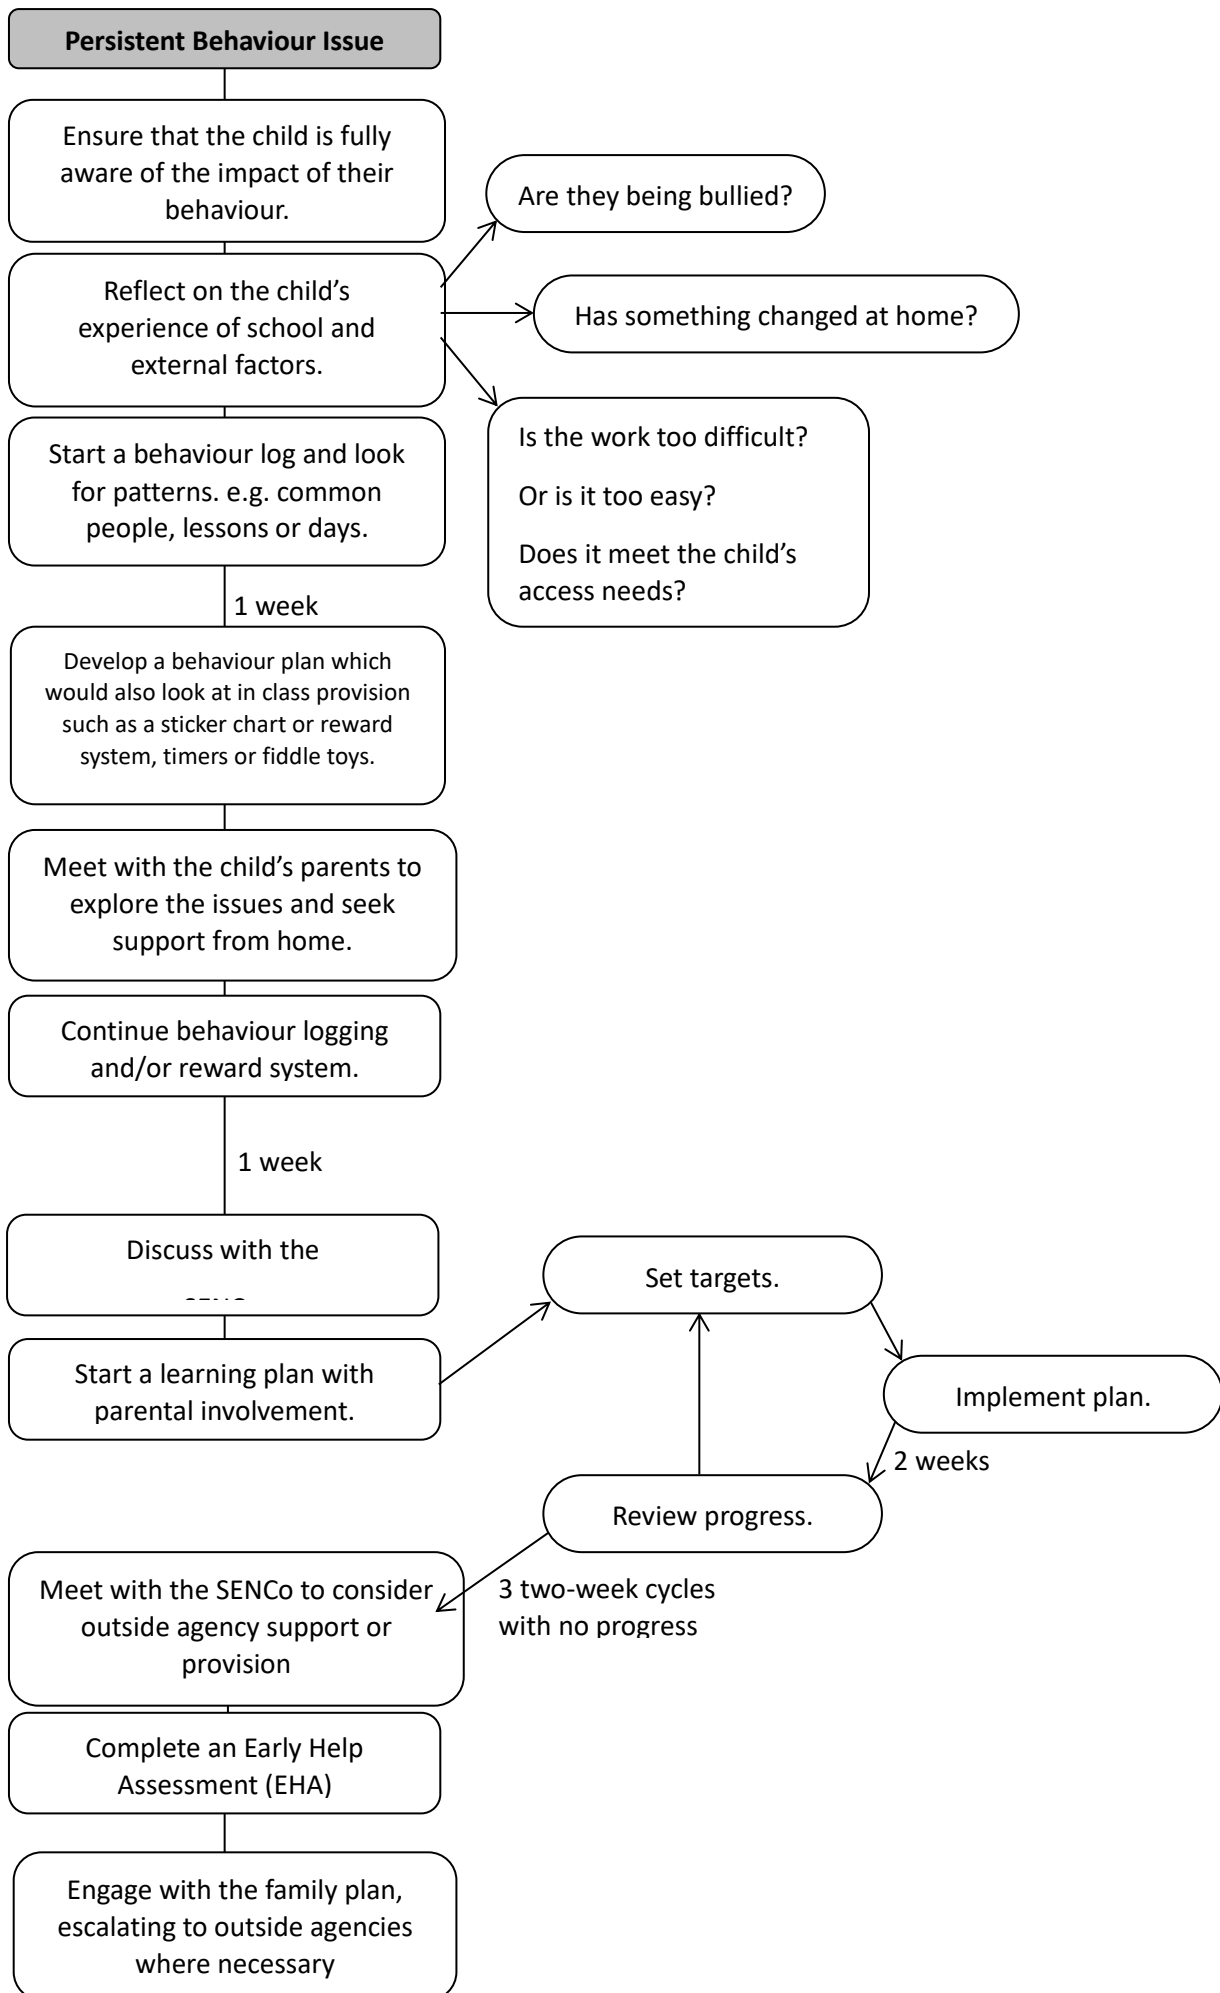 Persistent Behaviour Issue
Ensure that the child is fully
aware of the impact of their
behaviour.
Are they being bullied?
Reflect on the child’s
experience of school and
external factors.
Has something changed at home?
Start a behaviour log and look
for patterns. e.g. common
people, lessons or days.
Is the work too difficult?
Or is it too easy?
Does it meet the child’s
access needs?
1 week
Develop a behaviour plan which
would also look at in class provision
such as a sticker chart or reward
system, timers or fiddle toys.
Meet with the child’s parents to
explore the issues and seek
support from home.
Continue behaviour logging
and/or reward system.
1 week
Discuss with the
Set targets.
Start a learning plan with
parental involvement.
Implement plan.
2 weeks
Review progress.
3 two-week cycles
with no progress
Meet with the SENCo to consider
outside agency support or
provision
Complete an Early Help
Assessment (EHA)
Engage with the family plan,
escalating to outside agencies
where necessary